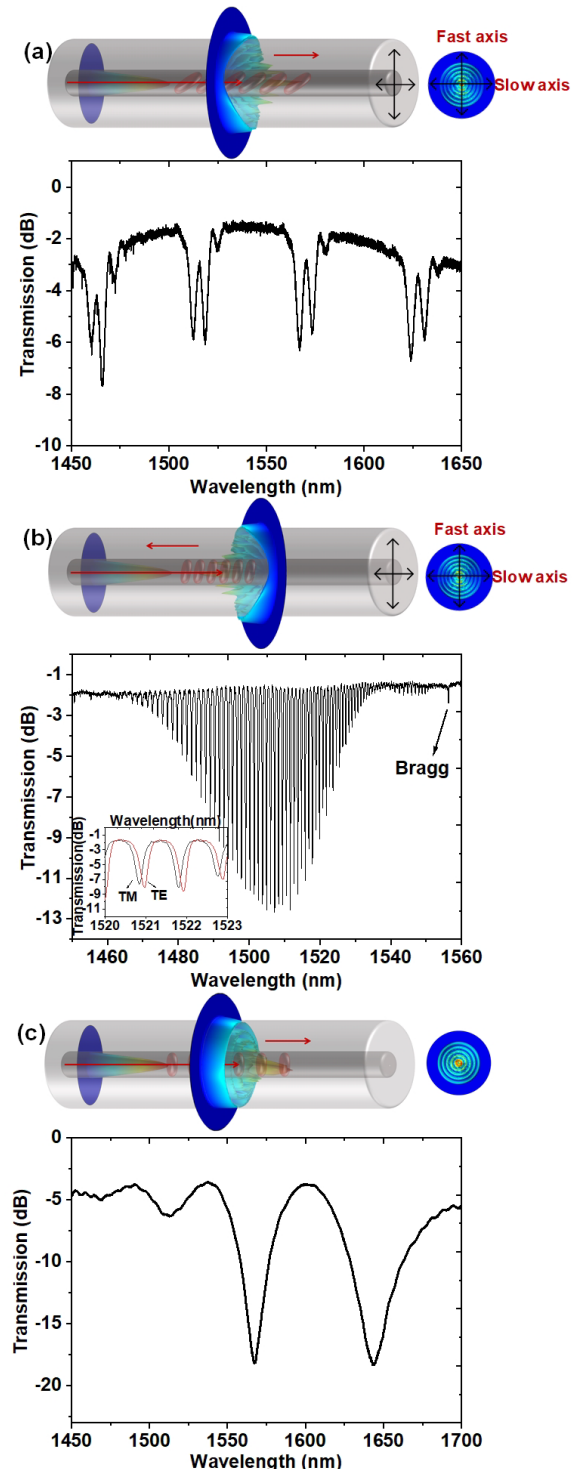 (a)
Fast axis
Slow axis
0
-2
-4
-6
-8
-10
Transmission (dB)
1450 1500 1550 1600 1650
Wavelength (nm)
(b)
Fast axis
Slow axis
-1
-3
-5
-7
-9
-11
-13
Transmission (dB)
Bragg
Wavelength(nm)
-1
-3
-5
-7
-9
-11
Transmission(dB)
TM TE
1520 1521 1522 1523
1460 1480 1500 1520 1540 1560
Wavelength (nm)
(c)
0
-5
-10
-15
-20
Transmission (dB)
1450 1500 1550 1600 1650 1700
Wavelength (nm)